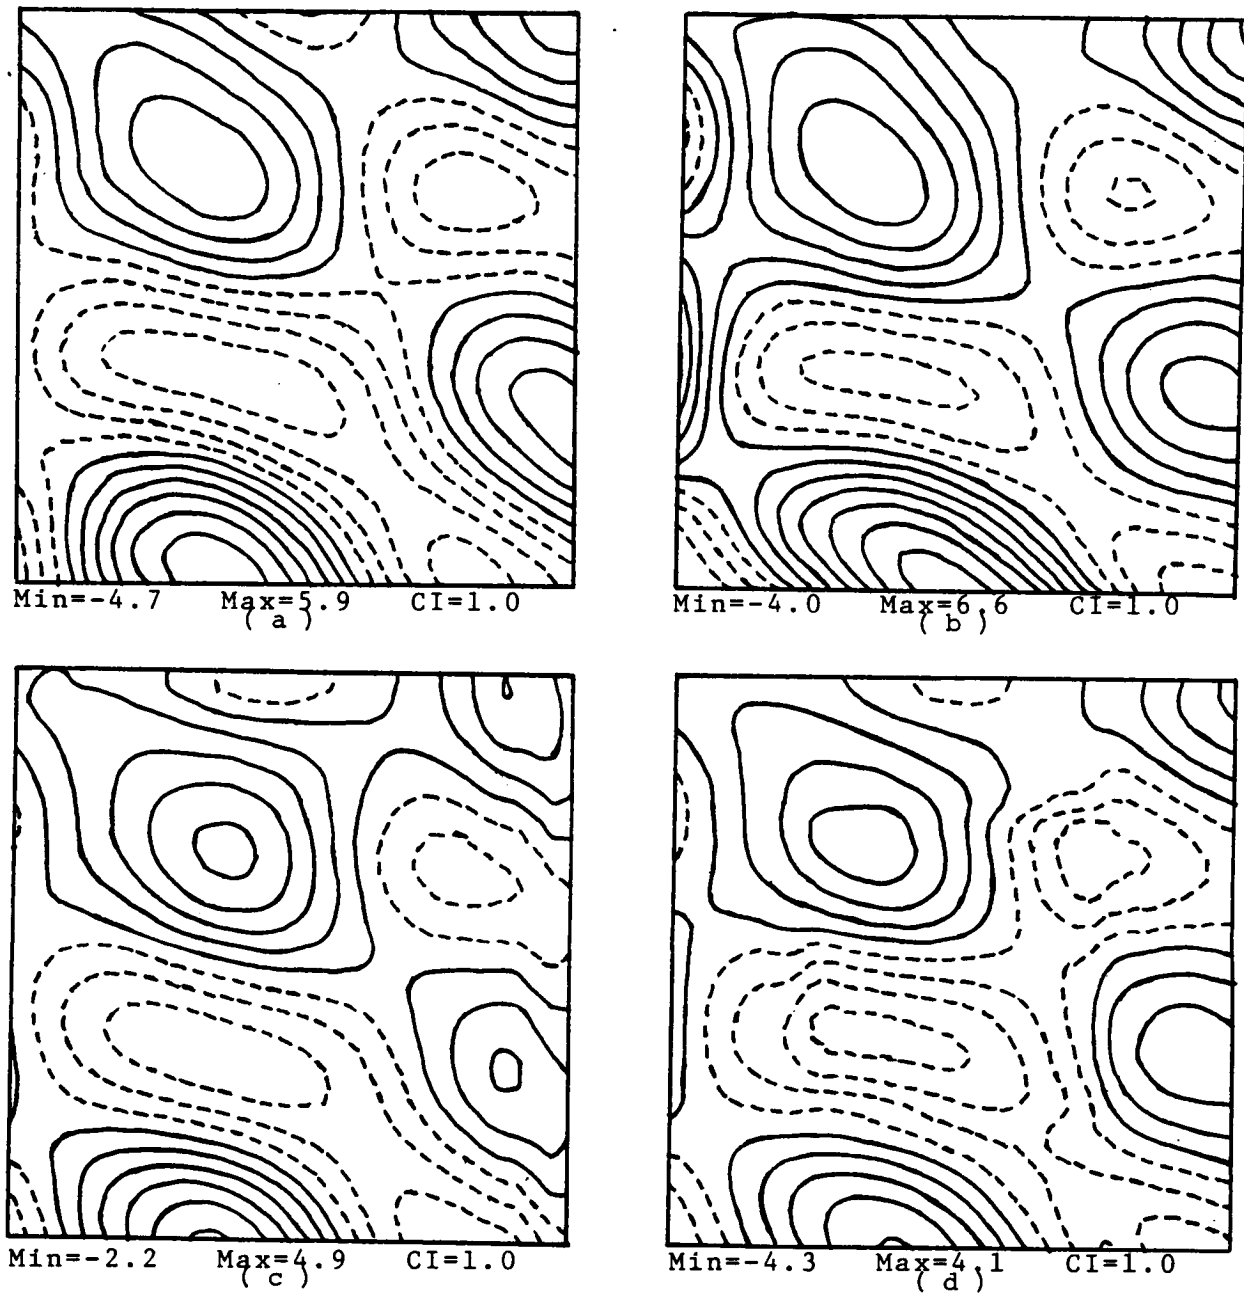 Min=-4.7 Max=5.9 CI=1.0
(a)
Min=-4.0 Max=6.6 CI=1.0
(b)
Min=-2.2 Max=4.9 CI=1.0
(c)
Min=-4.3 Max=4.1 CI=1.0
(d)